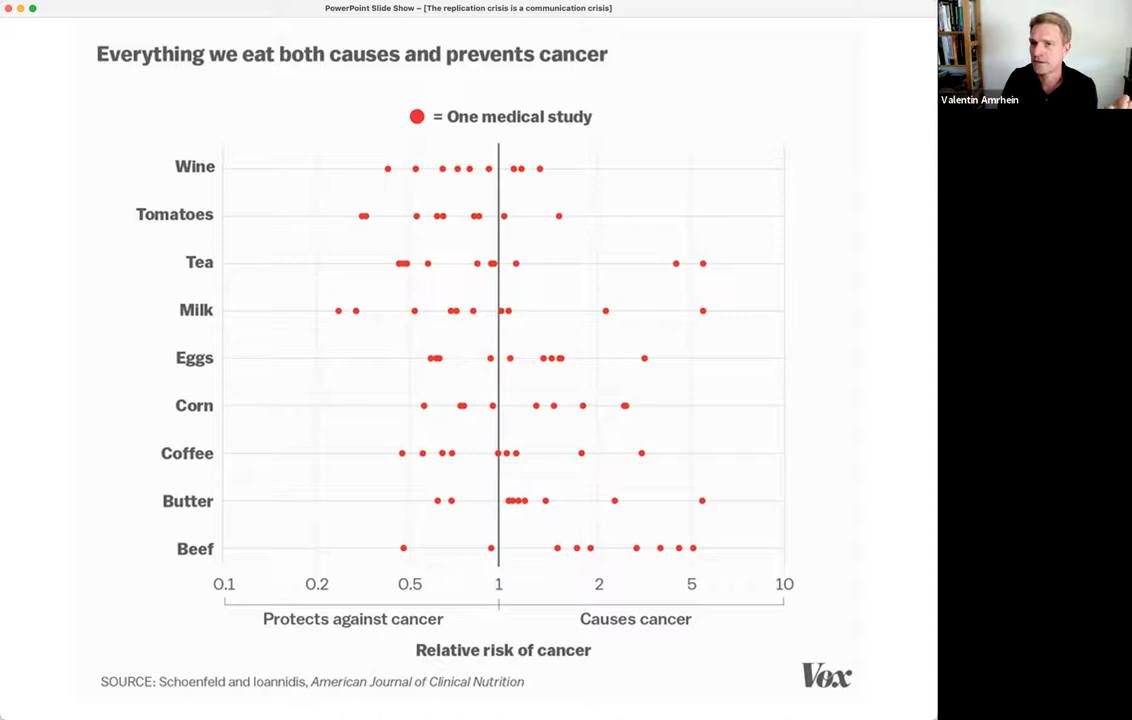 PowerPoint Slide Show – [The replication crisis is a communication crisis]
Valentin Amrhein
Everything we eat both causes and prevents cancer
= One medical study
Wine
Tomatoes
Tea
Milk
Eggs
Corn
Coffee
Butter
Beef
0.1 0.2 0.5 1 2 5 10
Protects against cancer Causes cancer
Relative risk of cancer
SOURCE: Schoenfeld and Ioannidis, American Journal of Clinical Nutrition
Vox